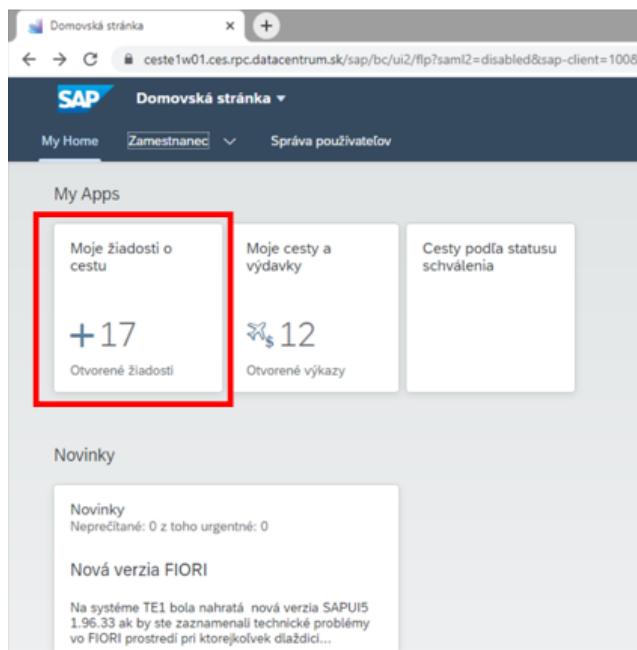 Domovská stránka
ceste1w01.ces.rpc.datacentrum.sk/sap/bc/ui2/flp?saml2=disabled&sap-client=1008
SAP Domovská stránka
My Home Zamestnanec Správa používateľov
My Apps
Moje žiadosti o
cestu
+17
Otvorené žiadosti
Moje cesty a
výdavky
12
Otvorené výkazy
Cesty podľa statusu
schválenia
Novinky
Novinky
Neprečítané: 0 z toho urgentné: 0
Nová verzia FIORI
Na systéme TE1 bola nahratá nová verzia SAPUI5
1.96.33 ak by ste zaznamenali technické problémy
vo FIORI prostredí pri ktorejkoľvek dlaždici...